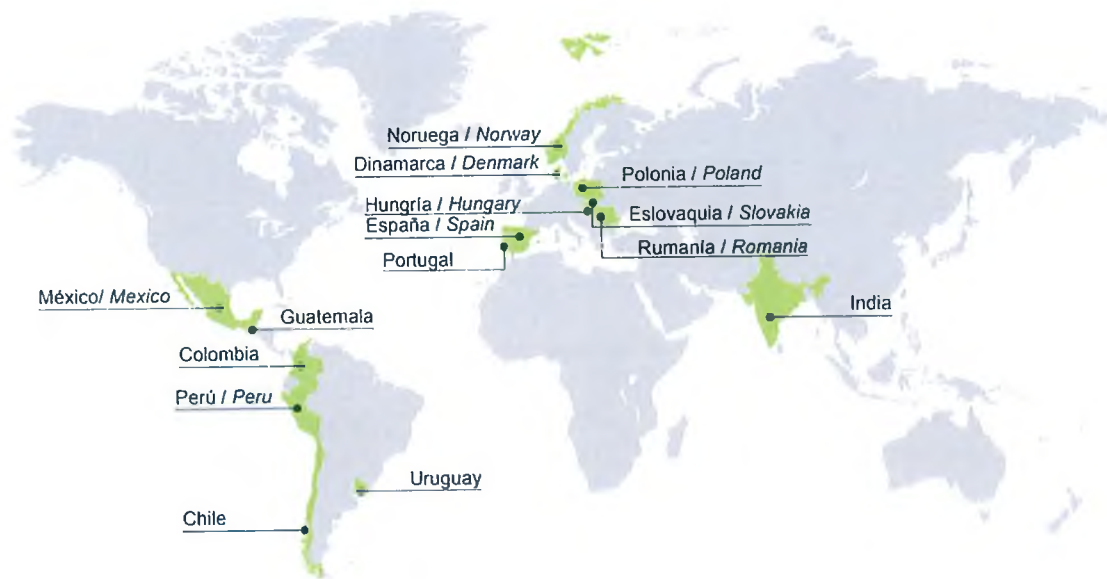 Noruega / Norway
Dinamarca / Denmark
Polonia / Poland
Hungría / Hungary
Eslovaquia / Slovakia
España / Spain
Rumanía / Romania
Portugal
México/ Mexico
India
Guatemala
Colombia
Perú / Peru
Uruguay
Chile